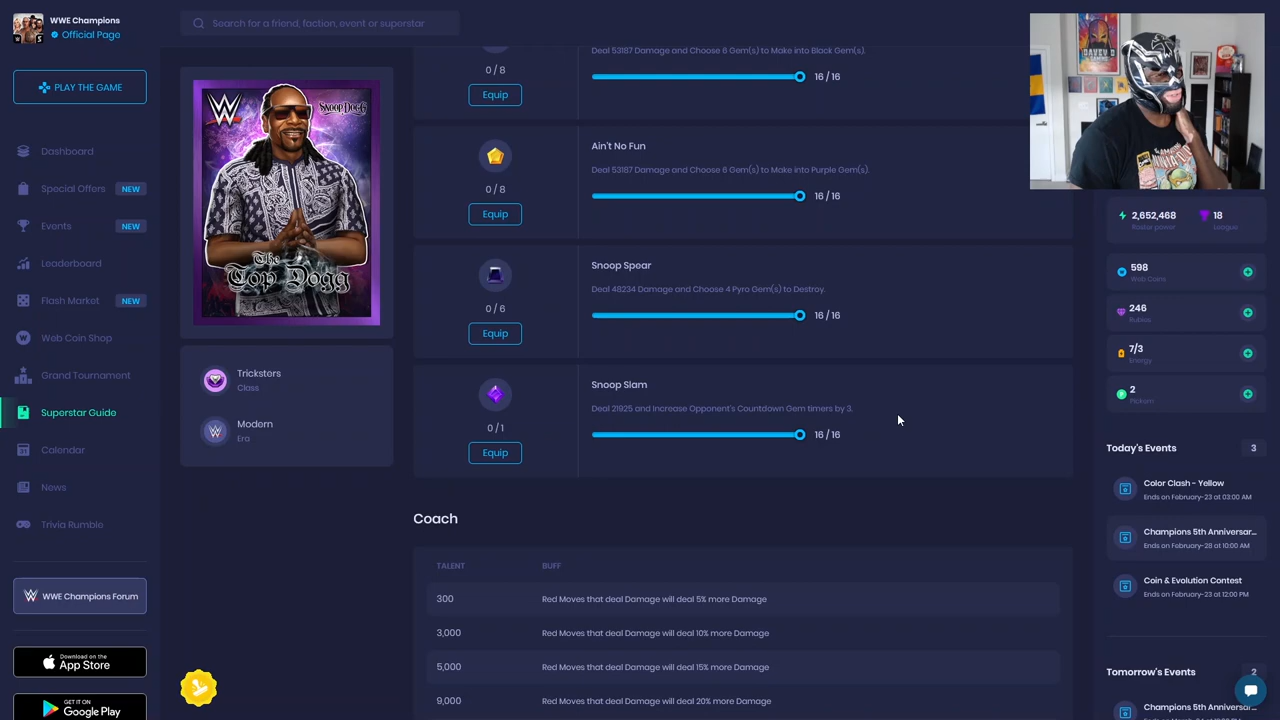 WWE Champions
Official Page
Search for a friend, faction, event or superstar
PLAY THE GAME
Dashboard
Special Offers NEW
Events NEW
Leaderboard
Flash Market NEW
Web Coin Shop
Grand Tournament
Superstar Guide
Calendar
News
Trivia Rumble
WWE Champions Forum
Download on the
App Store
GET IT ON
Google Play
SNOOP DOGG
The
Top Dogg
Tricksters
Class
Modern
Era
0 / 8
Equip
Deal 53187 Damage and Choose 6 Gem(s) to Make into Black Gem(s).
16 / 16
0 / 8
Equip
Ain't No Fun
Deal 53187 Damage and Choose 6 Gem(s) to Make into Purple Gem(s).
16 / 16
0 / 6
Equip
Snoop Spear
Deal 48234 Damage and Choose 4 Pyro Gem(s) to Destroy.
16 / 16
0 / 1
Equip
Snoop Slam
Deal 21925 and Increase Opponent's Countdown Gem timers by 3.
16 / 16
Coach
TALENT BUFF
300 Red Moves that deal Damage will deal 5% more Damage
3,000 Red Moves that deal Damage will deal 10% more Damage
5,000 Red Moves that deal Damage will deal 15% more Damage
9,000 Red Moves that deal Damage will deal 20% more Damage
DAVEY D
2,652,468
Roster power
18
League
598
Web Coins
246
Rubies
7/3
Energy
2
Pickem
Today's Events 3
Color Clash - Yellow
Ends on February-23 at 03:00 AM
Champions 5th Anniversar...
Ends on February-28 at 10:00 AM
Coin & Evolution Contest
Ends on February-23 at 12:00 PM
Tomorrow's Events 2
Champions 5th Anniversar...